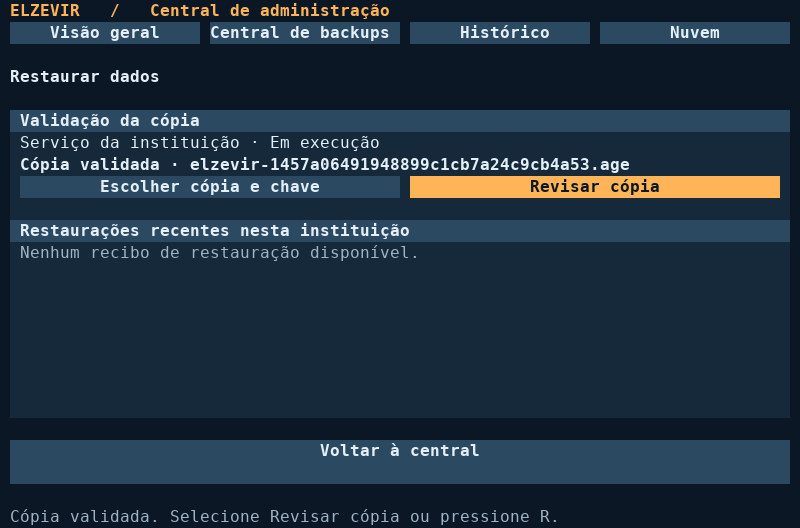 ELZEVIR / Central de administração
Visão geral Central de backups Histórico Nuvem
Restaurar dados
Validação da cópia
Serviço da instituição · Em execução
Cópia validada · elzevir-1457a06491948899c1cb7a24c9cb4a53.age
Escolher cópia e chave Revisar cópia
Restaurações recentes nesta instituição
Nenhum recibo de restauração disponível.
Voltar à central
Cópia validada. Selecione Revisar cópia ou pressione R.